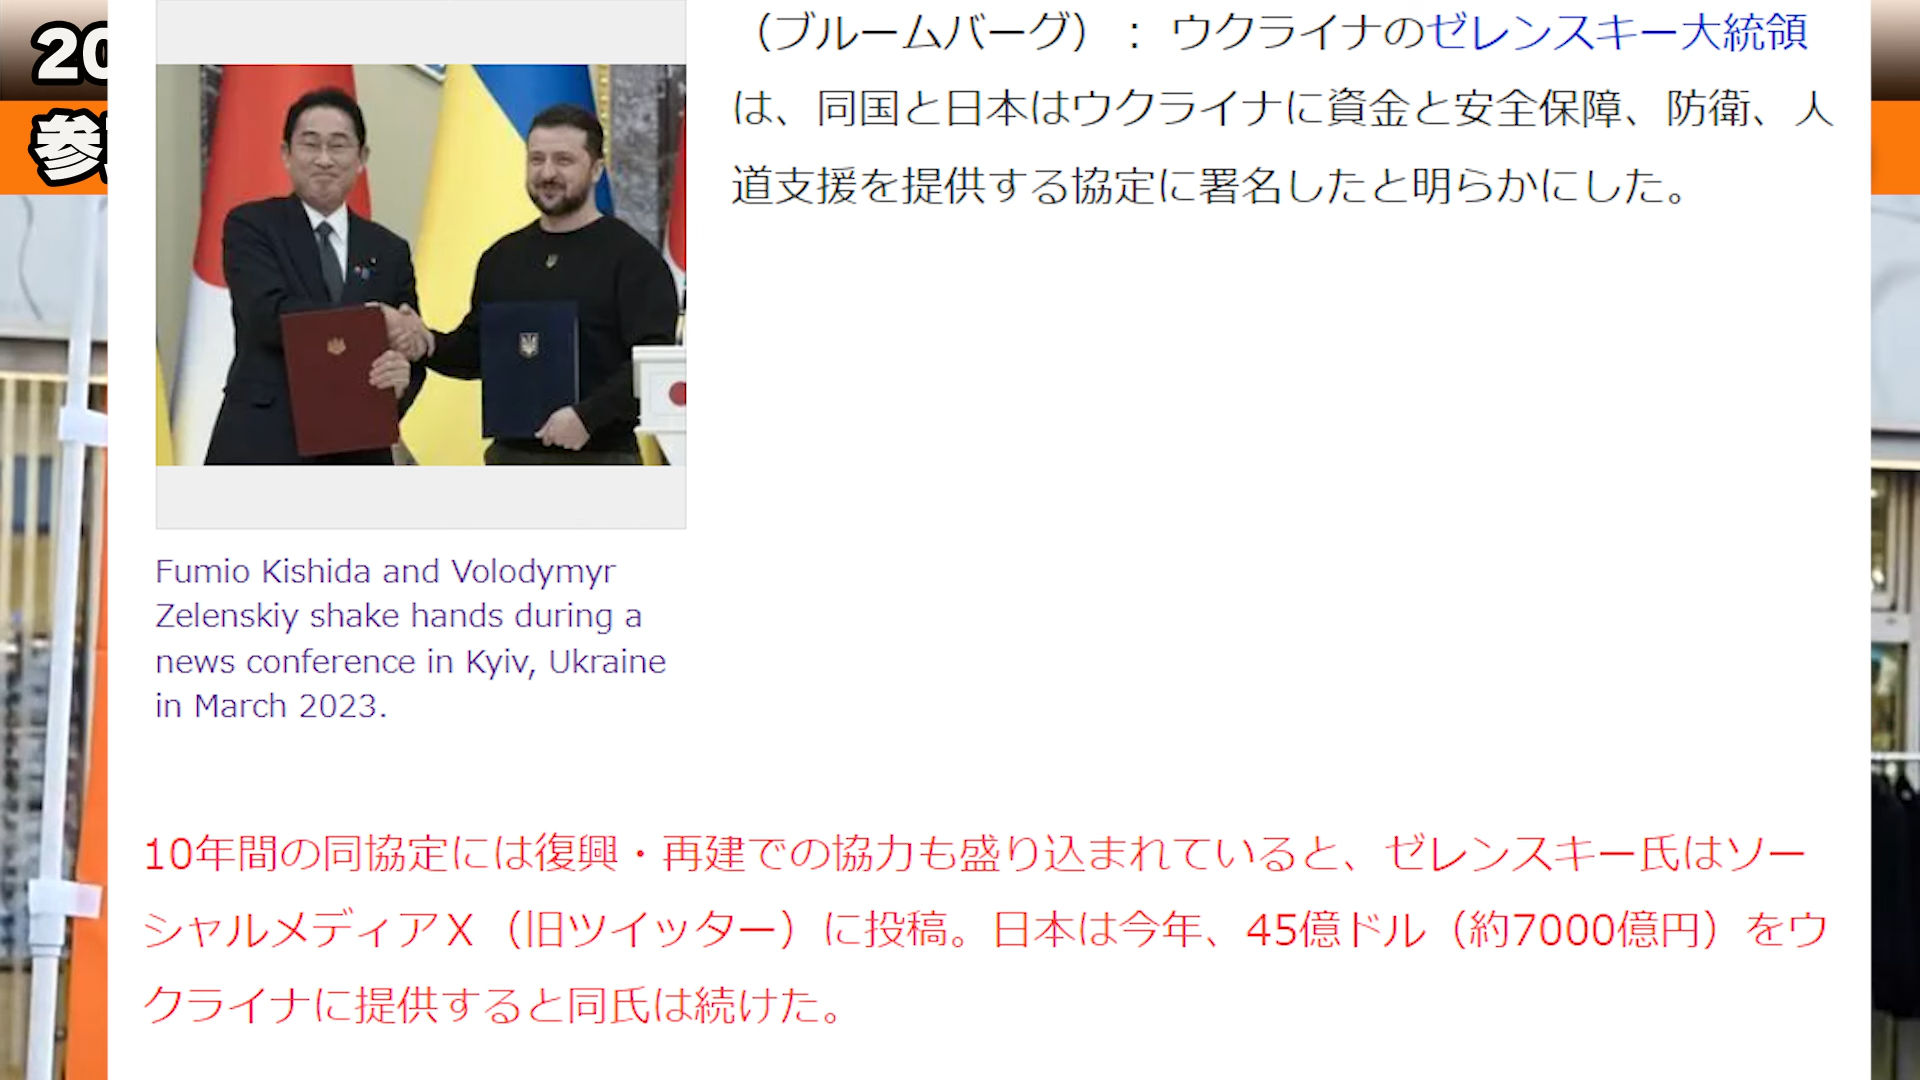 20
参
（ブルームバーグ）： ウクライナのゼレンスキー大統領
は、同国と日本はウクライナに資金と安全保障、防衛、人
道支援を提供する協定に署名したと明らかにした。
Fumio Kishida and Volodymyr
Zelenskiy shake hands during a
news conference in Kyiv, Ukraine
in March 2023.
10年間の同協定には復興・再建での協力も盛り込まれていると、ゼレンスキー氏はソー
シャルメディアＸ（旧ツイッター）に投稿。日本は今年、45億ドル（約7000億円）をウ
クライナに提供すると同氏は続けた。